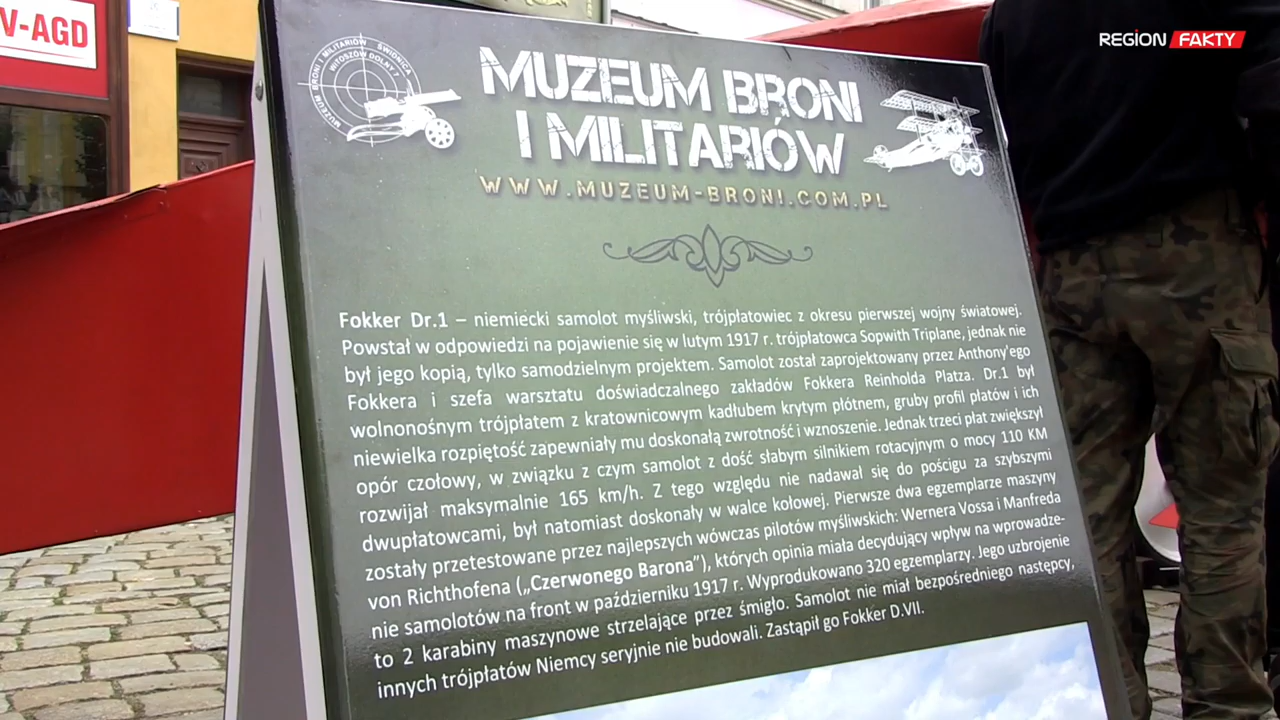 V-AGD
REGION FAKTY
MUZEUM BRONI I MILITARIÓW ŚWIDNICA
WITOSZÓW DOLNY 7
MUZEUM BRONI
I MILITARIÓW
WWW.MUZEUM-BRONI.COM.PL
Fokker Dr.1 – niemiecki samolot myśliwski, trójpłatowiec z okresu pierwszej wojny światowej.
Powstał w odpowiedzi na pojawienie się w lutym 1917 r. trójpłatowca Sopwith Triplane, jednak nie
był jego kopią, tylko samodzielnym projektem. Samolot został zaprojektowany przez Anthony'ego
Fokkera i szefa warsztatu doświadczalnego zakładów Fokkera Reinholda Platza. Dr.1 był
wolnonośnym trójpłatem z kratownicowym kadłubem krytym płótnem, gruby profil płatów i ich
niewielka rozpiętość zapewniały mu doskonałą zwrotność i wznoszenie. Jednak trzeci płat zwiększył
opór czołowy, w związku z czym samolot z dość słabym silnikiem rotacyjnym o mocy 110 KM
rozwijał maksymalnie 165 km/h. Z tego względu nie nadawał się do pościgu za szybszymi
dwupłatowcami, był natomiast doskonały w walce kołowej. Pierwsze dwa egzemplarze maszyny
zostały przetestowane przez najlepszych wówczas pilotów myśliwskich: Wernera Vossa i Manfreda
von Richthofena („Czerwonego Barona”), których opinia miała decydujący wpływ na wprowadze-
nie samolotów na front w październiku 1917 r. Wyprodukowano 320 egzemplarzy. Jego uzbrojenie
to 2 karabiny maszynowe strzelające przez śmigło. Samolot nie miał bezpośredniego następcy,
innych trójpłatów Niemcy seryjnie nie budowali. Zastąpił go Fokker D.VII.